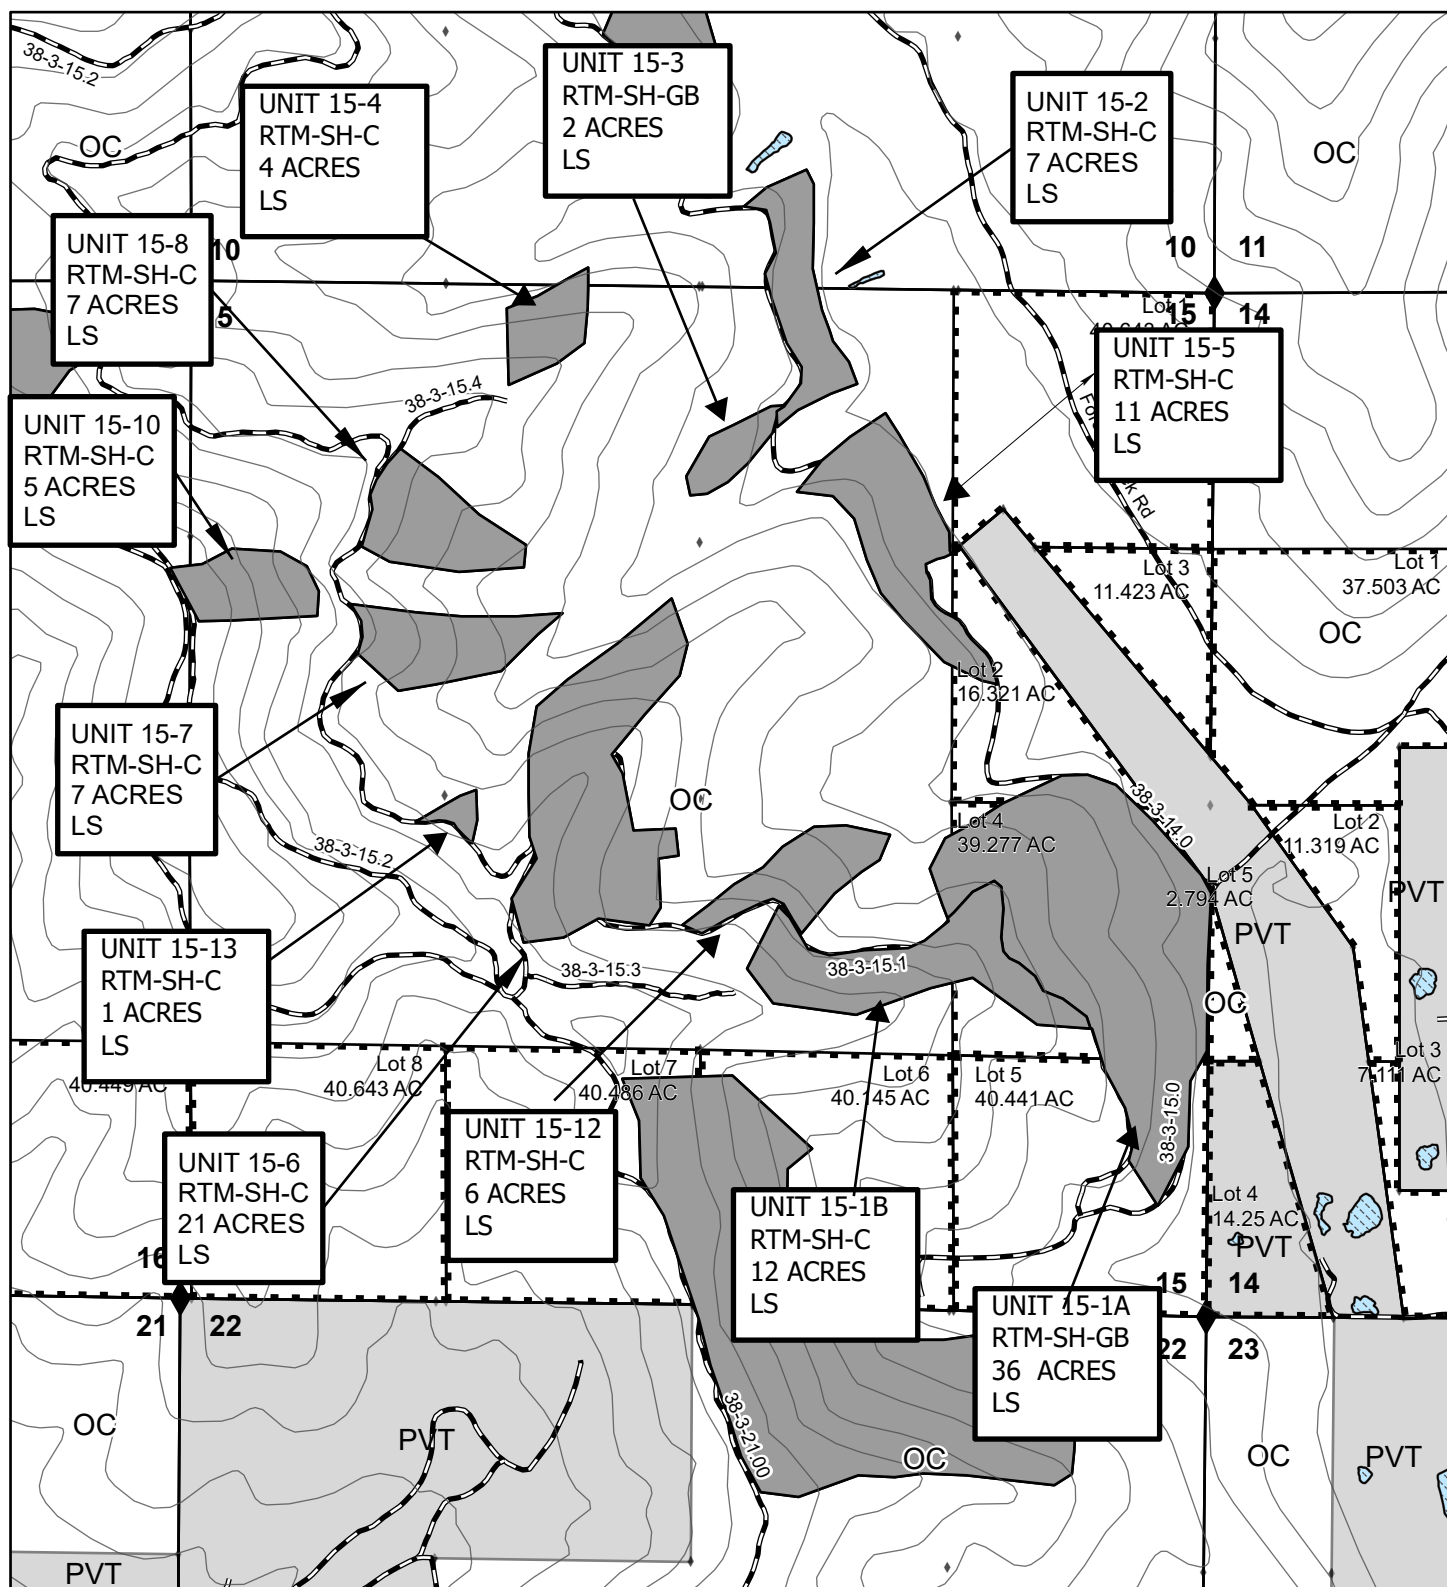 38-3-15.2
OC
UNIT 15-4
RTM-SH-C
4 ACRES
LS
UNIT 15-3
RTM-SH-GB
2 ACRES
LS
UNIT 15-2
RTM-SH-C
7 ACRES
LS
OC
UNIT 15-8
RTM-SH-C
7 ACRES
LS
10
5
10
11
15
14
Lot 1
UNIT 15-5
RTM-SH-C
11 ACRES
LS
Rd
38-3-15.4
UNIT 15-10
RTM-SH-C
5 ACRES
LS
Lot 3
11.423 AC
Lot 1
37.503 AC
OC
Lot 2
16.321 AC
UNIT 15-7
RTM-SH-C
7 ACRES
LS
OC
38-3-15.2
38-3-14.0
Lot 4
39.277 AC
Lot 2
11.319 AC
Lot 5
2.794 AC
PVT
PVT
UNIT 15-13
RTM-SH-C
1 ACRES
LS
38-3-15.3
38-3-15.1
OC
40.449 AC
Lot 8
40.643 AC
Lot 7
40.486 AC
Lot 6
40.145 AC
Lot 5
40.441 AC
Lot 3
7.111 AC
38-3-15.0
UNIT 15-6
RTM-SH-C
21 ACRES
LS
UNIT 15-12
RTM-SH-C
6 ACRES
LS
UNIT 15-1B
RTM-SH-C
12 ACRES
LS
Lot 4
14.25 AC
PVT
16
21
22
15
14
22
23
UNIT 15-1A
RTM-SH-GB
36 ACRES
LS
OC
PVT
38-3-21.00
OC
OC
PVT
PVT